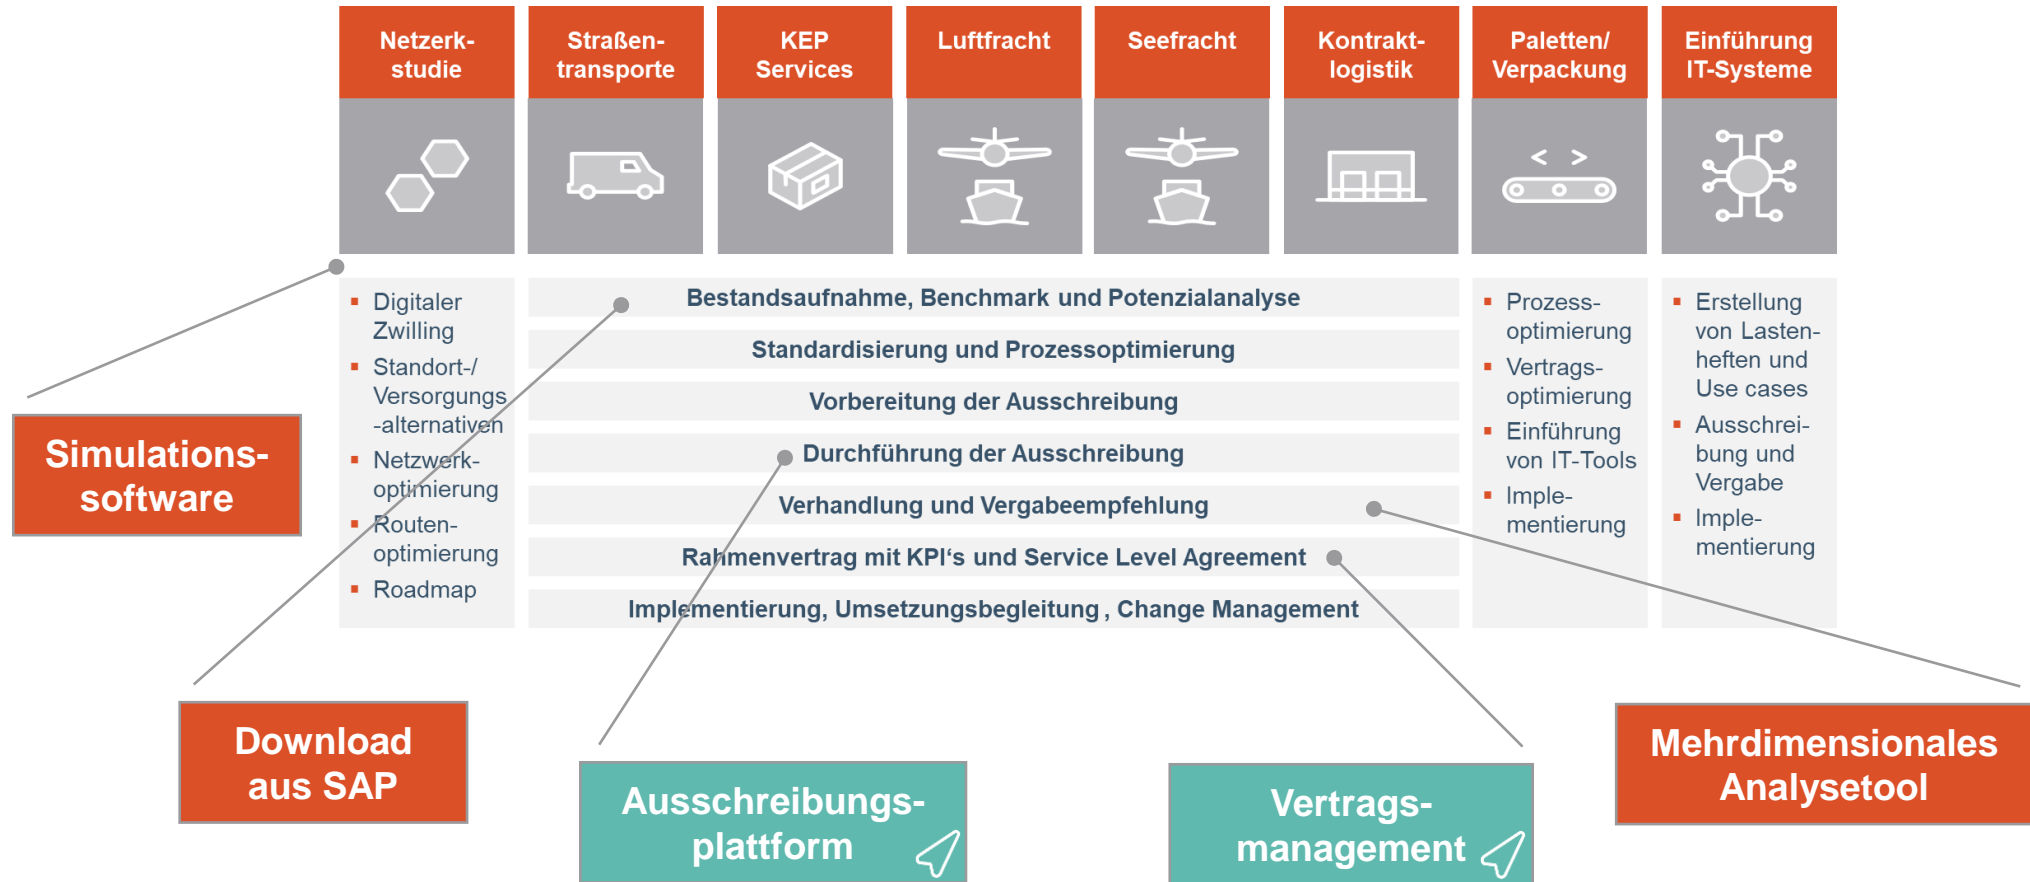 Netzerk-
studie
Straßen-
transporte
KEP
Services
Luftfracht
Seefracht
Kontrakt-
logistik
Paletten/
Verpackung
Einführung
IT-Systeme
< >
▪ Digitaler
Zwilling
▪ Standort-/
Versorgungs
-alternativen
▪ Netzwerk-
optimierung
▪ Routen-
optimierung
▪ Roadmap
Bestandsaufnahme, Benchmark und Potenzialanalyse
Standardisierung und Prozessoptimierung
Vorbereitung der Ausschreibung
Durchführung der Ausschreibung
Verhandlung und Vergabeempfehlung
Rahmenvertrag mit KPI‘s und Service Level Agreement
Implementierung, Umsetzungsbegleitung , Change Management
▪ Prozess-
optimierung
▪ Vertrags-
optimierung
▪ Einführung
von IT-Tools
▪ Imple-
mentierung
▪ Erstellung
von Lasten-
heften und
Use cases
▪ Ausschrei-
bung und
Vergabe
▪ Imple-
mentierung
Simulations-
software
Download
aus SAP
Ausschreibungs-
plattform
Vertrags-
management
Mehrdimensionales
Analysetool